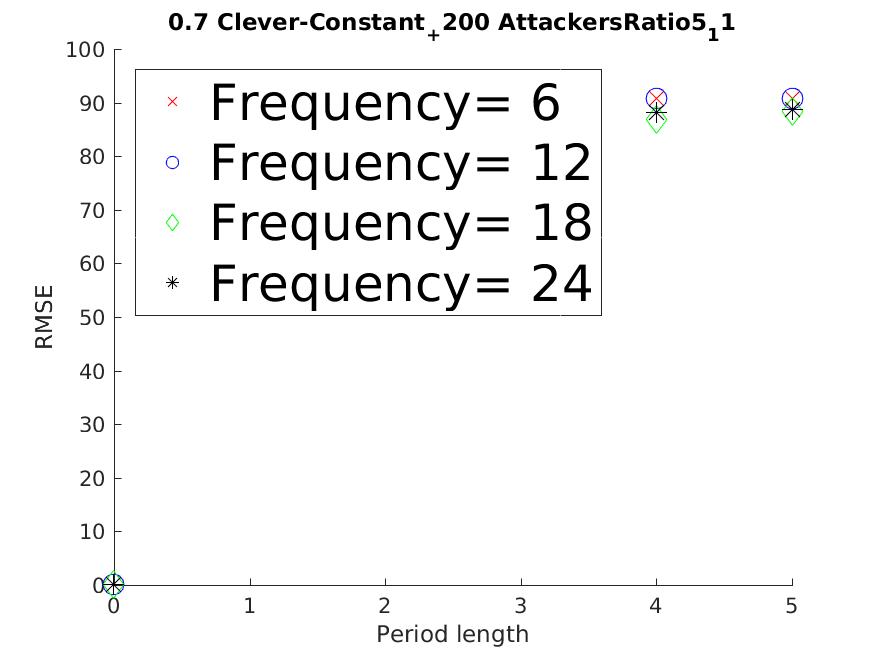 0.7 Clever-Constant+200 AttackersRatio511
100
90
80
70
60
50
40
30
20
10
0
RMSE
Frequency= 6
Frequency= 12
Frequency= 18
Frequency= 24
0 1 2 3 4 5
Period length